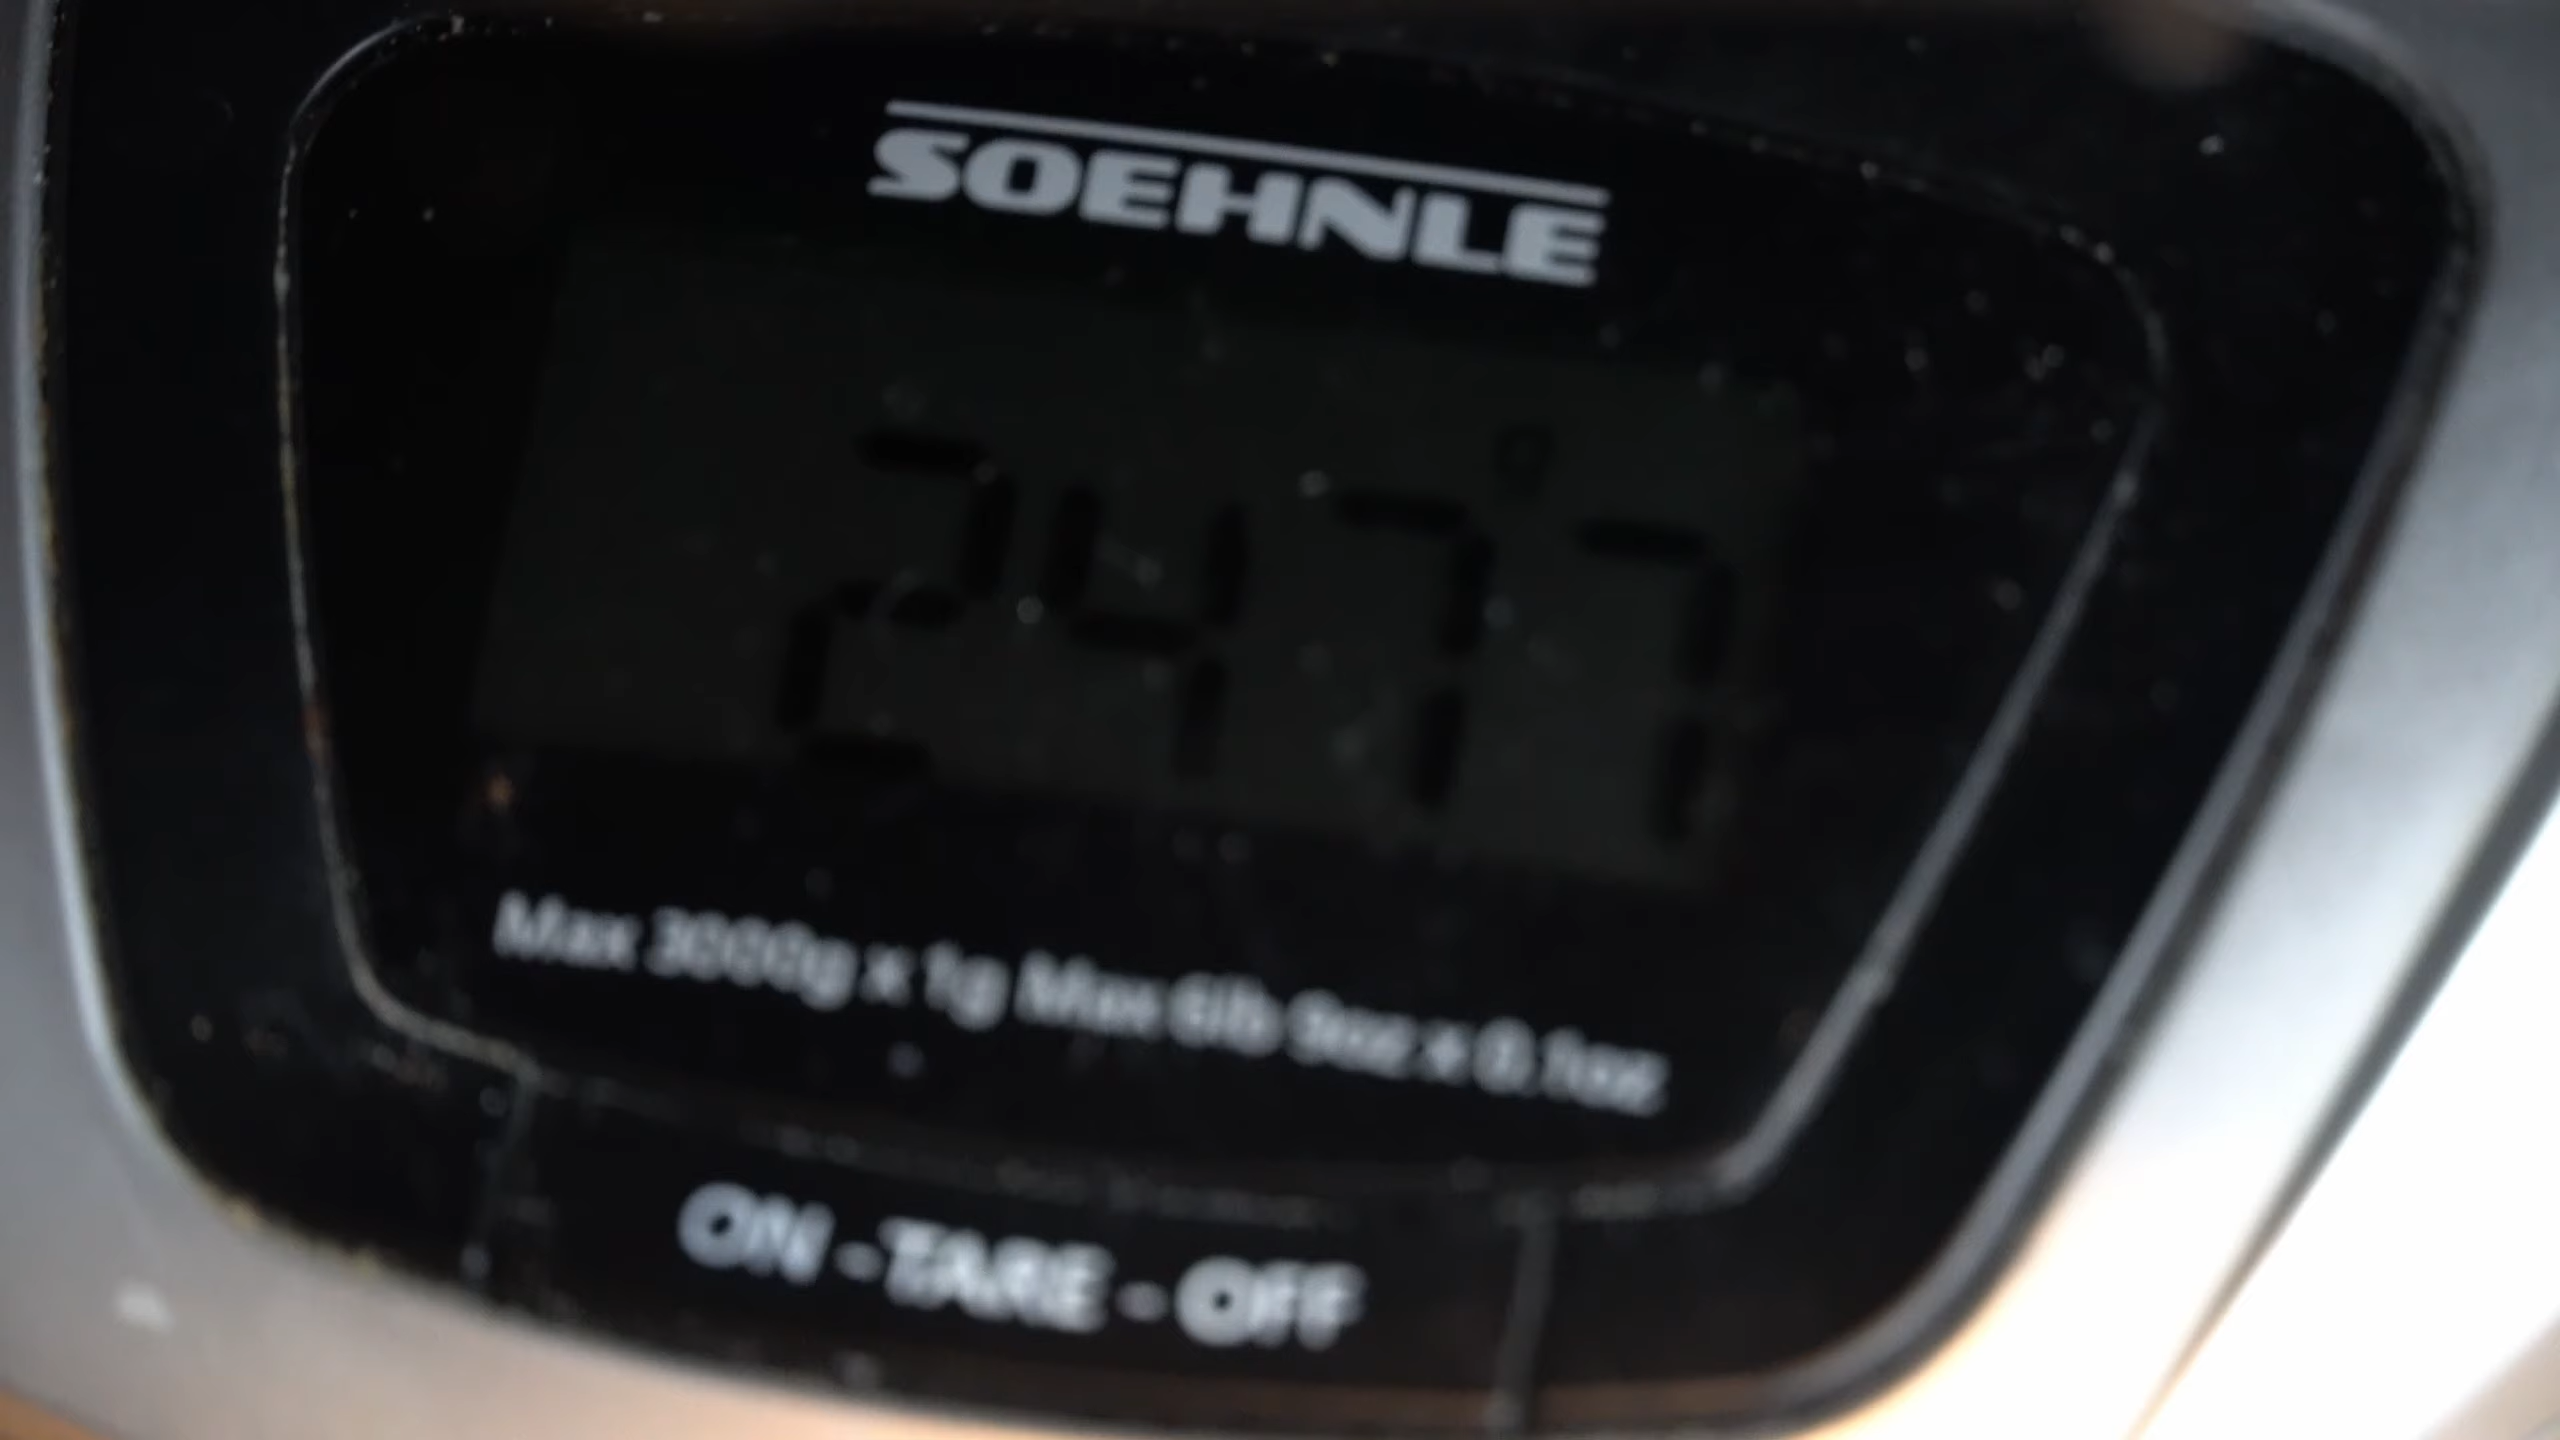 SOEHNLE
g
2477
Max 3000g x 1g Max 6lb 9oz x 0.1oz
ON - TARE - OFF